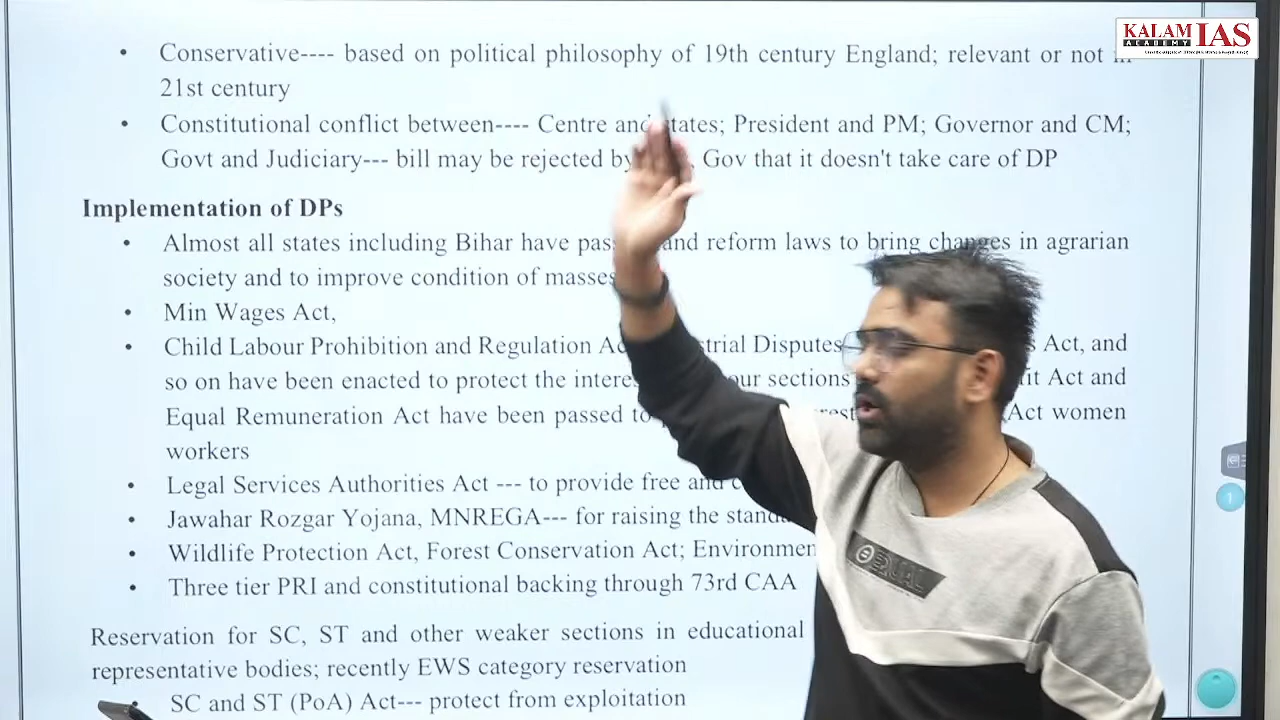 KALAM IAS
ACADEMY
• Conservative---- based on political philosophy of 19th century England; relevant or not in
21st century
• Constitutional conflict between---- Centre and states; President and PM; Governor and CM;
Govt and Judiciary--- bill may be rejected by Gov that it doesn't take care of DP
Implementation of DPs
• Almost all states including Bihar have and reform laws to bring changes in agrarian
society and to improve condition of masses
• Min Wages Act,
• Child Labour Prohibition and Regulation Disputes Act, and
so on have been enacted to protect the sections Act and
Equal Remuneration Act have been passed to Act women
workers
• Legal Services Authorities Act --- to provide free and
• Jawahar Rozgar Yojana, MNREGA--- for raising the
• Wildlife Protection Act, Forest Conservation Act;
• Three tier PRI and constitutional backing through 73rd CAA
Reservation for SC, ST and other weaker sections in educational
representative bodies; recently EWS category reservation
SC and ST (PoA) Act--- protect from exploitation
1